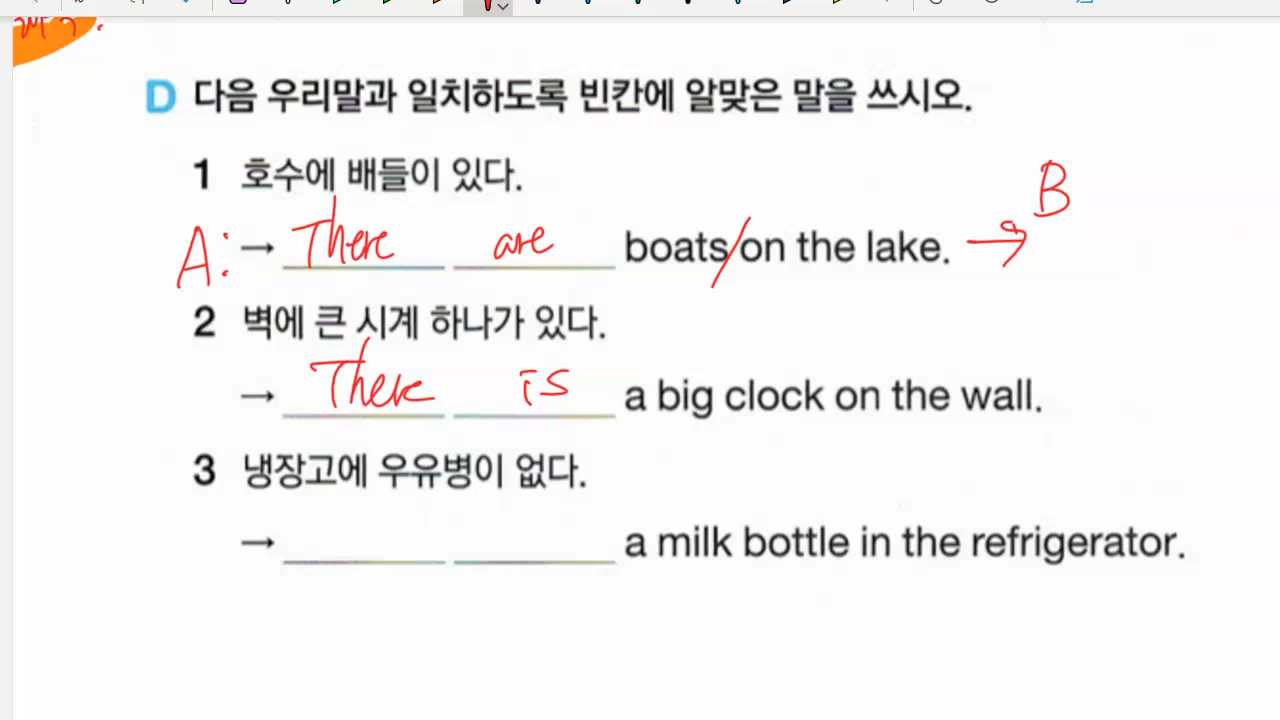 D 다음 우리말과 일치하도록 빈칸에 알맞은 말을 쓰시오.
1 호수에 배들이 있다.
A: → There are boats/on the lake. → B
2 벽에 큰 시계 하나가 있다.
→ There is a big clock on the wall.
3 냉장고에 우유병이 없다.
→ a milk bottle in the refrigerator.